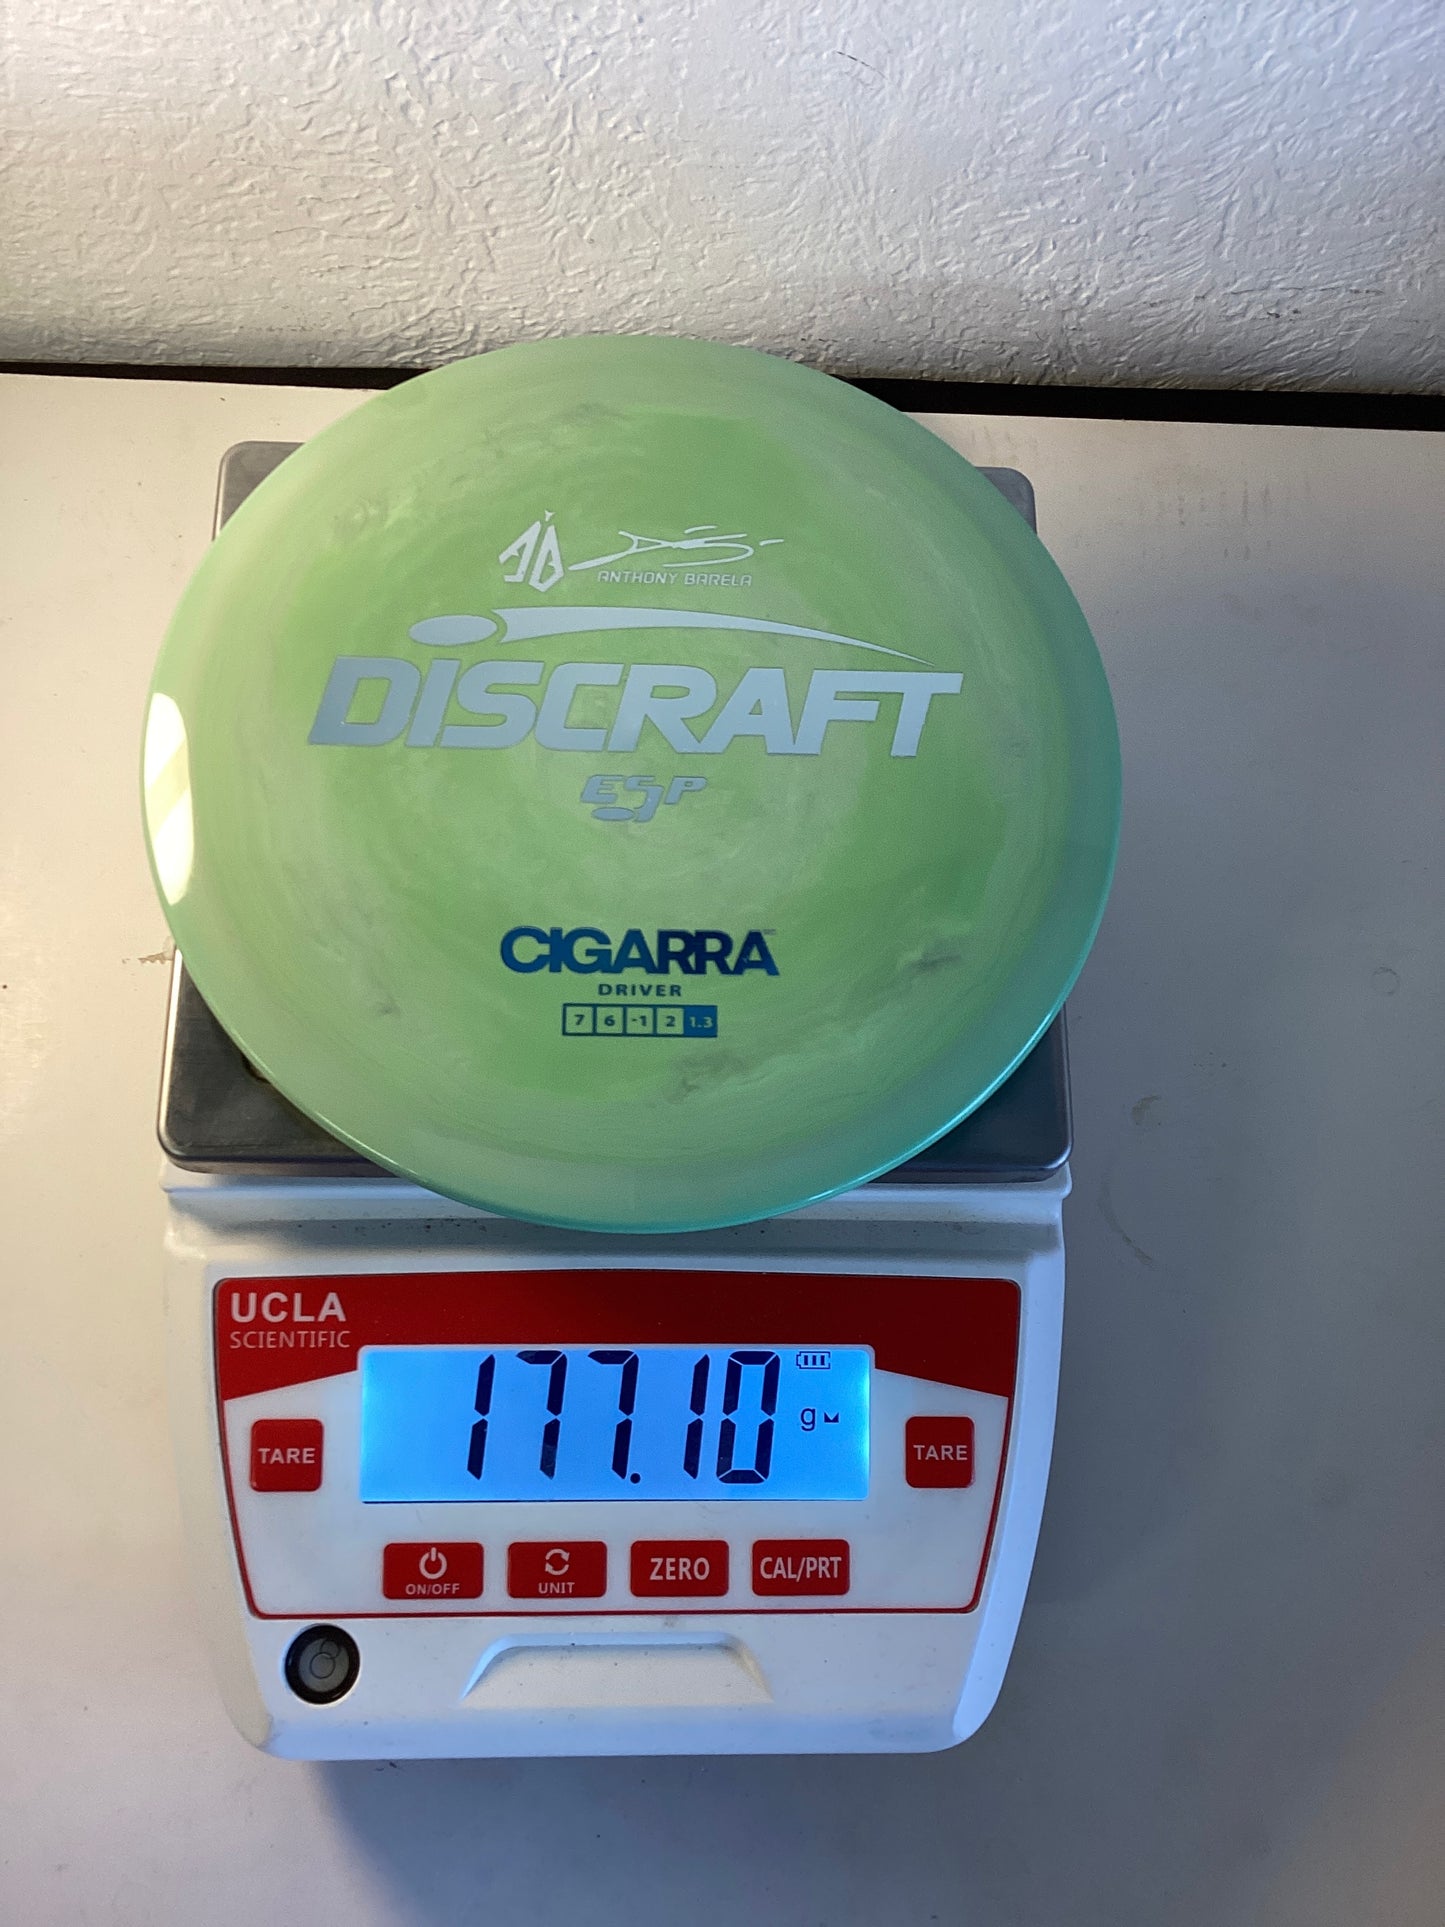 ANTHONY BARELA
DISCRAFT
ESP
CIGARRA
DRIVER
7 6 -1 2 1.3
UCLA
SCIENTIFIC
177.10 g
TARE
TARE
ON/OFF
UNIT
ZERO
CAL/PRT